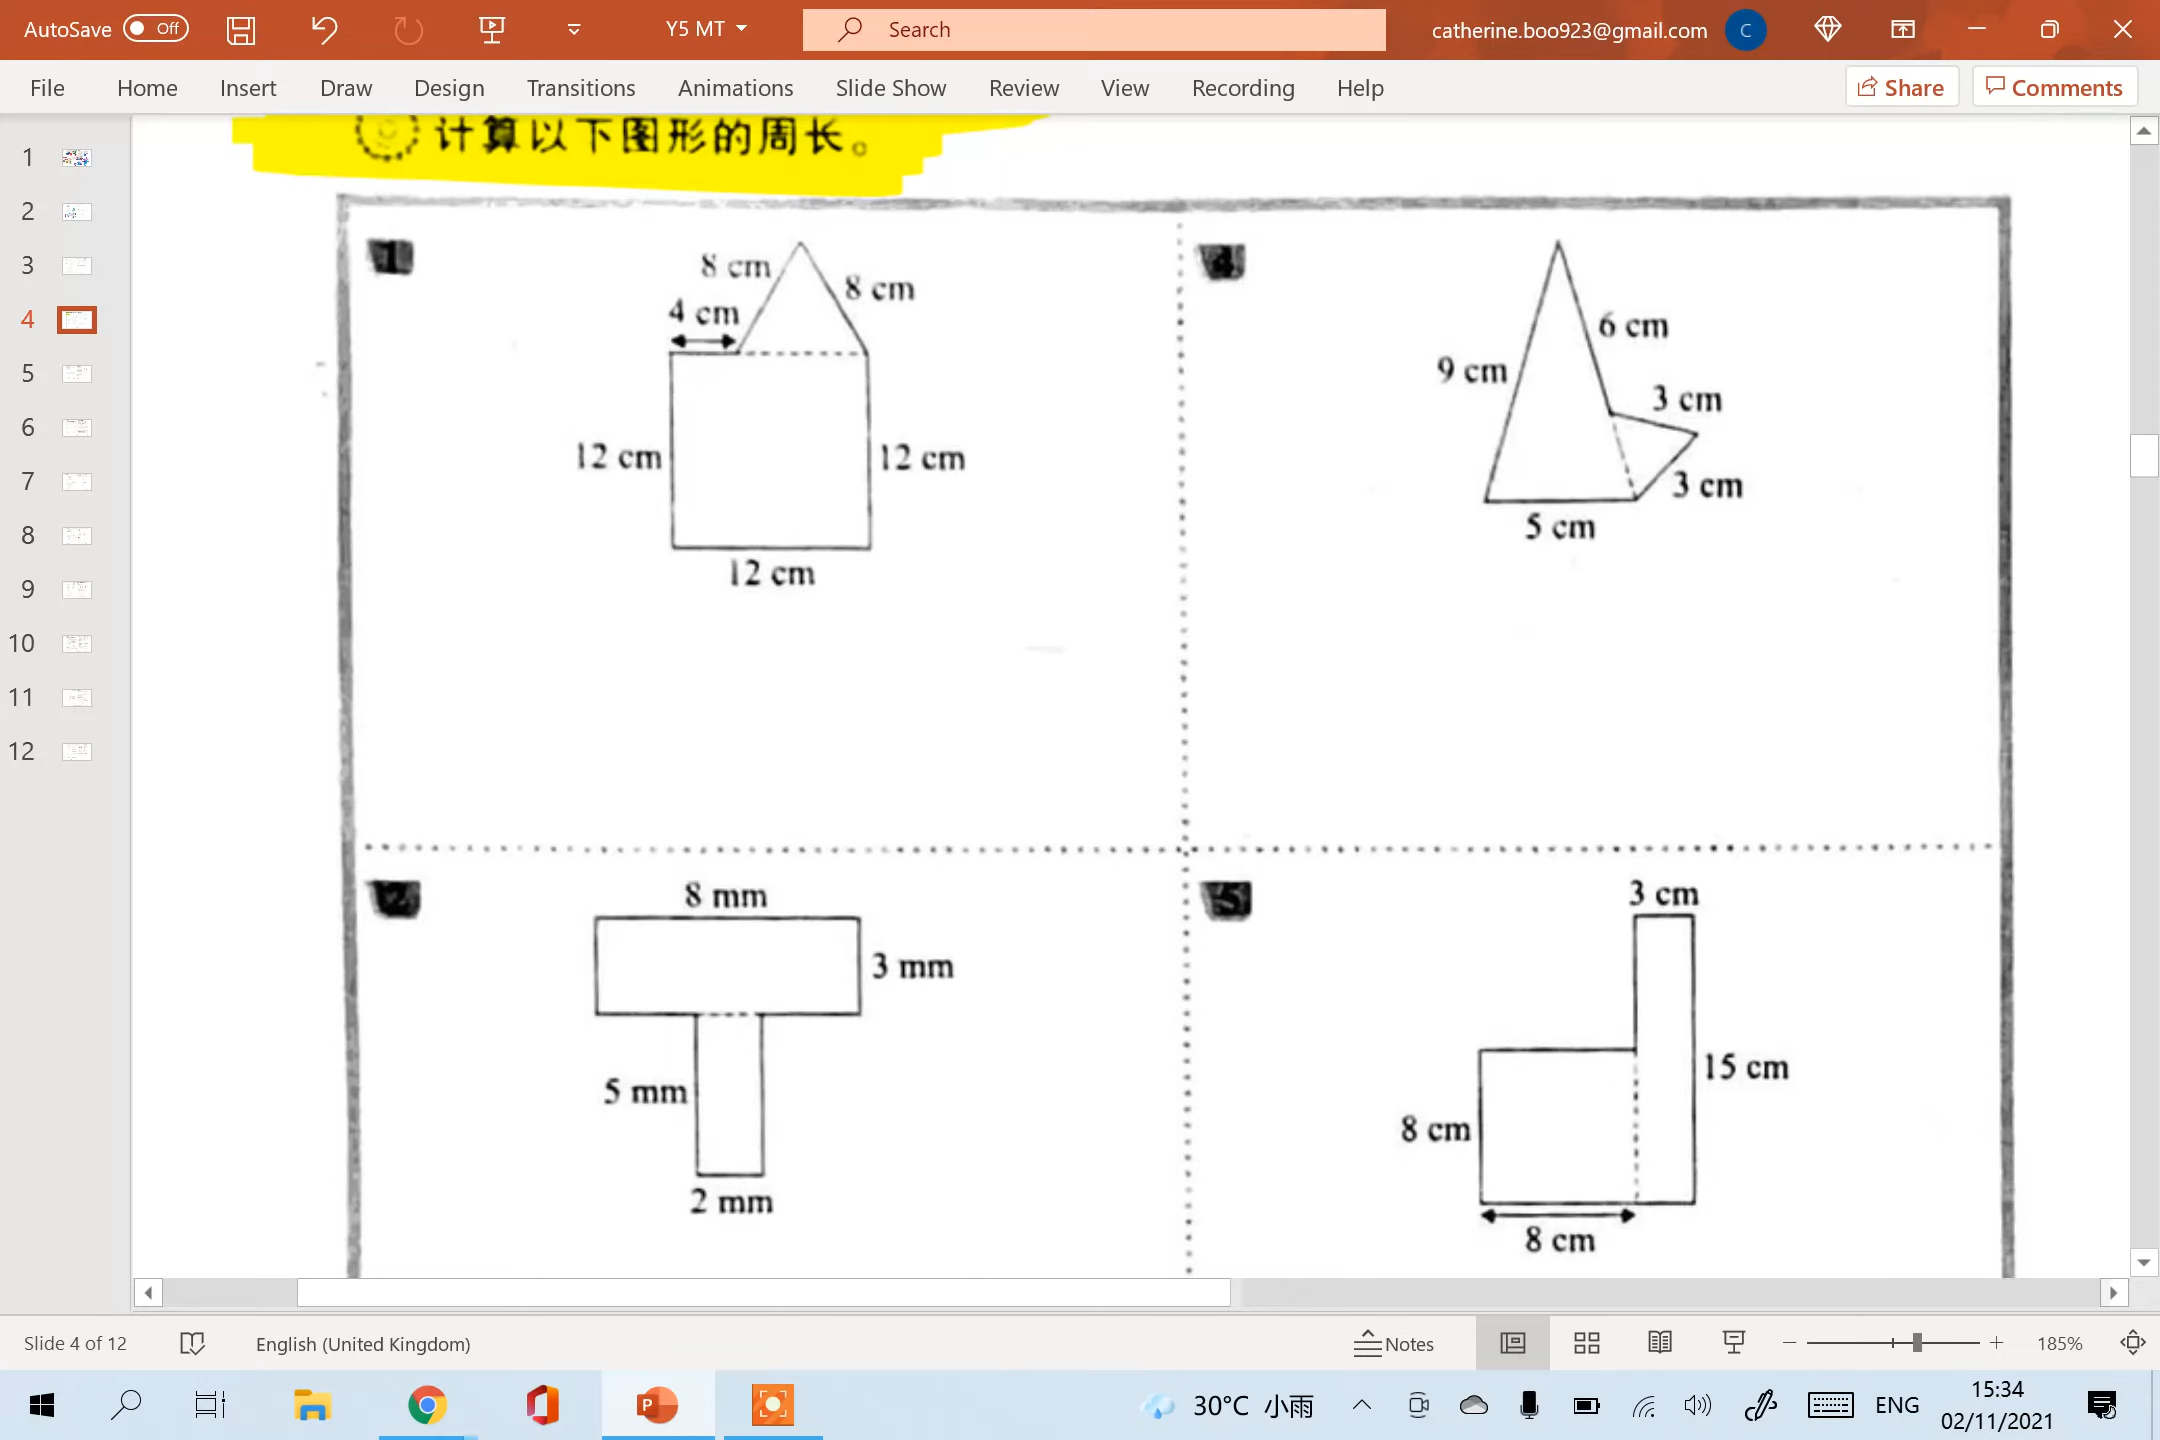 AutoSave Off Y5 MT Search catherine.boo923@gmail.com C
File Home Insert Draw Design Transitions Animations Slide Show Review View Recording Help Share Comments
1
2
3
4
5
6
7
8
9
10
11
12
计算以下图形的周长。
1
8 cm
8 cm
4 cm
12 cm
12 cm
12 cm
4
6 cm
9 cm
3 cm
3 cm
5 cm
2
8 mm
3 mm
5 mm
2 mm
5
3 cm
15 cm
8 cm
8 cm
Slide 4 of 12 English (United Kingdom) Notes 185%
P 30°C 小雨 ENG 15:34
02/11/2021